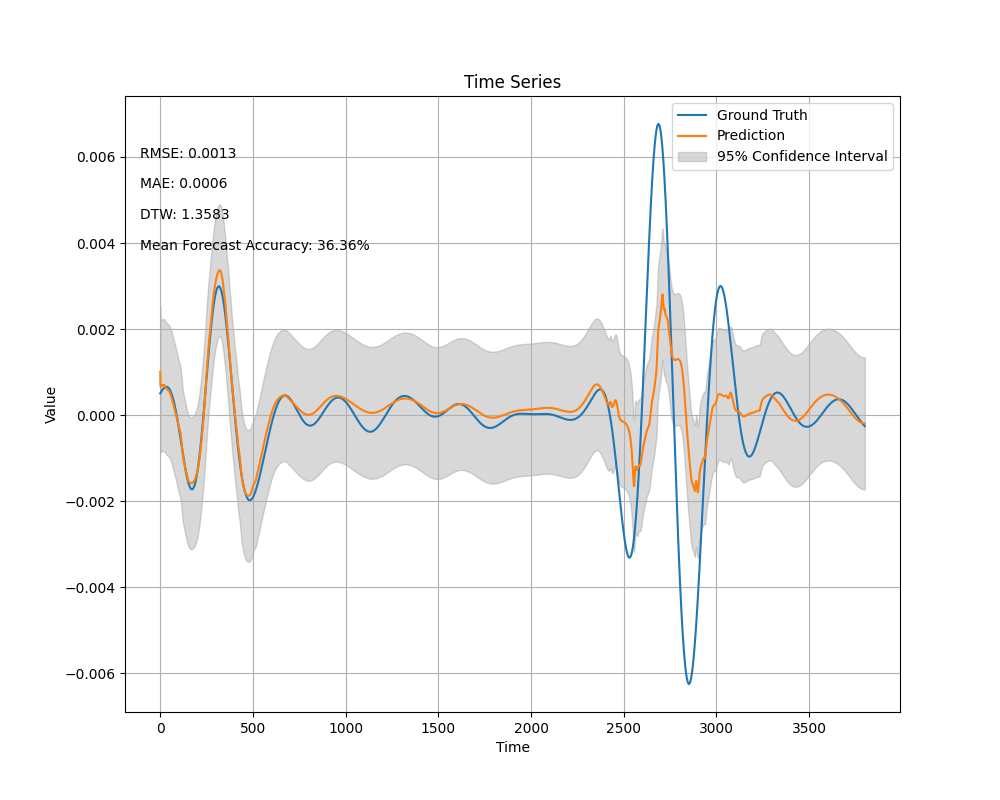 Time Series
Ground Truth
Prediction
95% Confidence Interval
RMSE: 0.0013
MAE: 0.0006
DTW: 1.3583
Mean Forecast Accuracy: 36.36%
0.006
0.004
0.002
0.000
−0.002
−0.004
−0.006
Value
0 500 1000 1500 2000 2500 3000 3500
Time